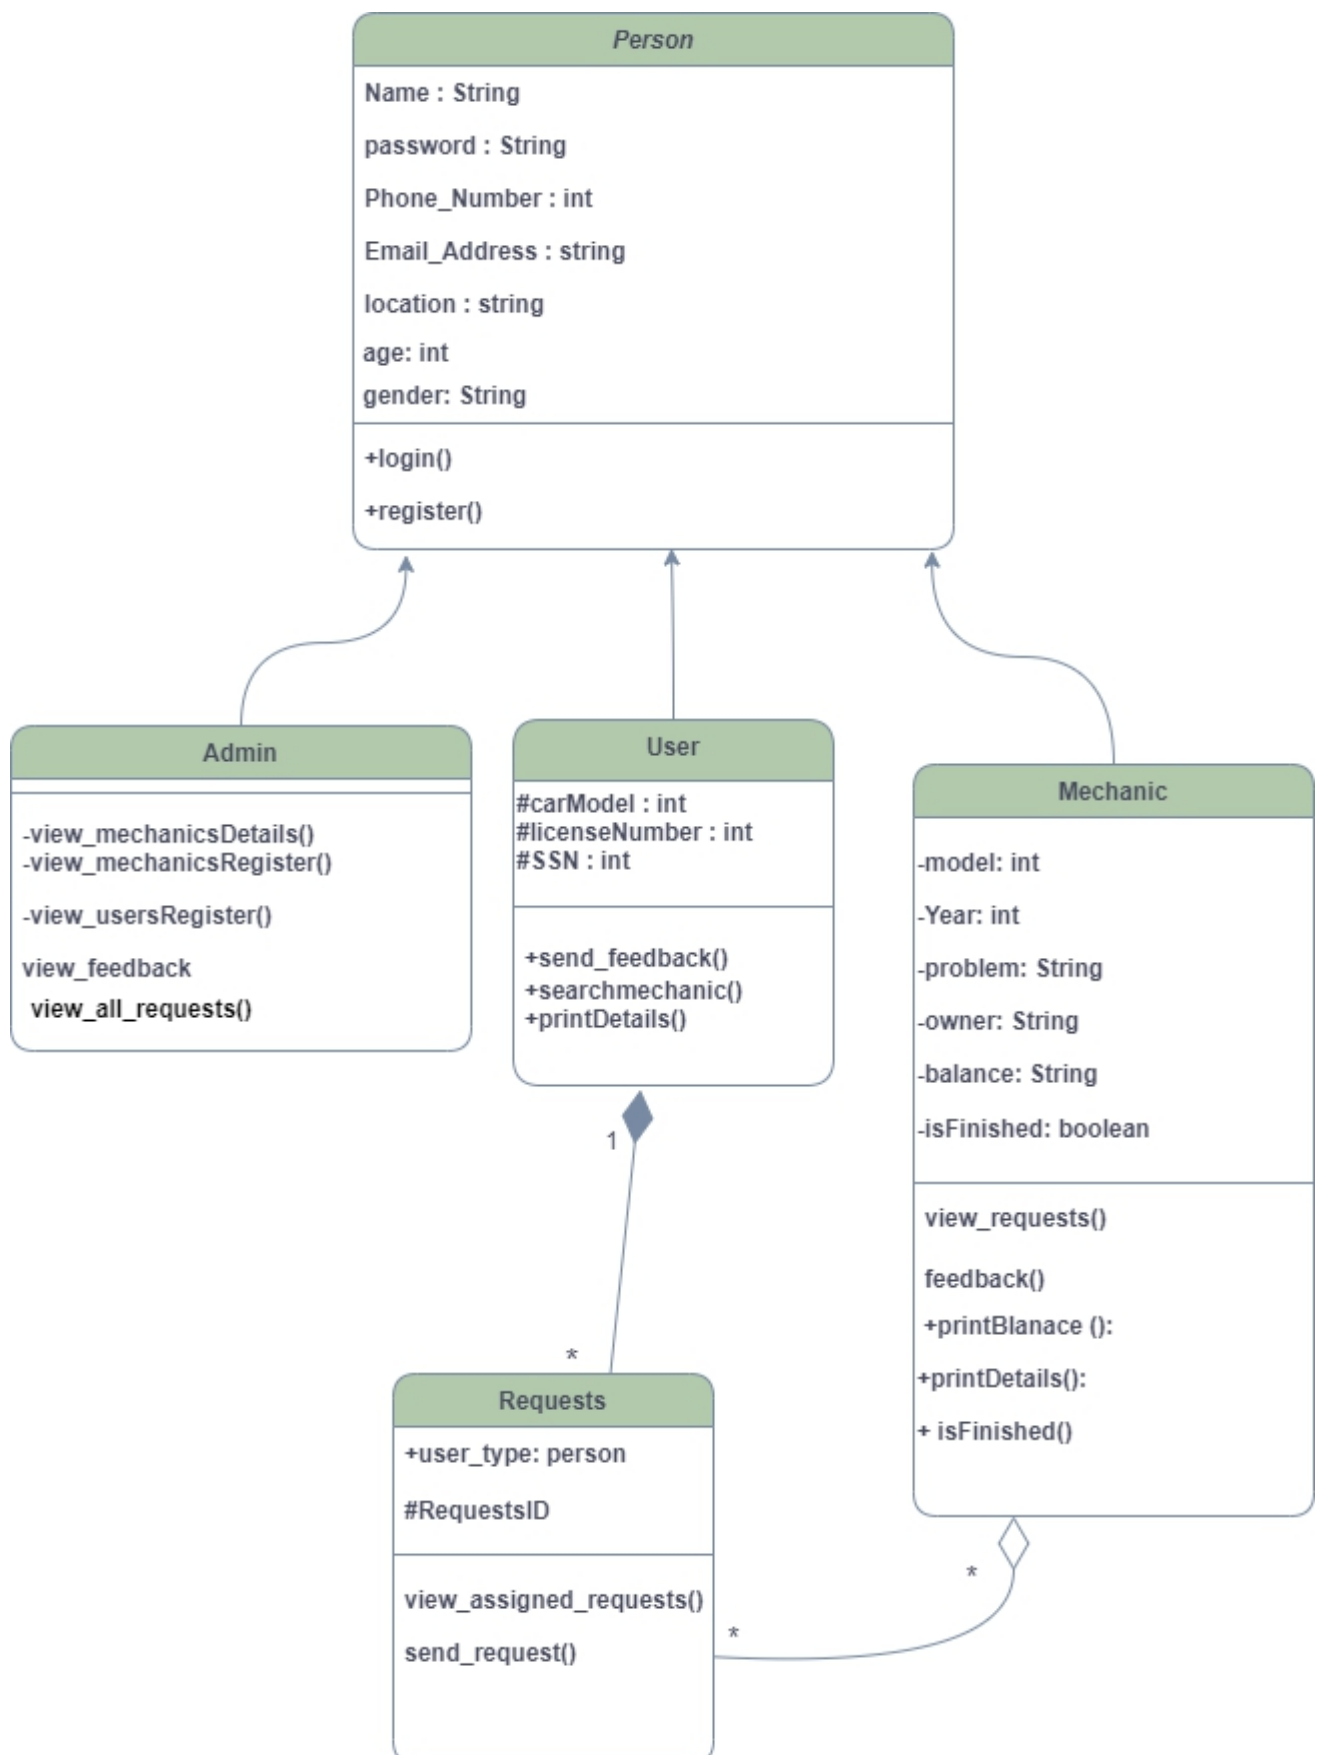 Person
Name : String
password : String
Phone_Number : int
Email_Address : string
location : string
age: int
gender: String
+login()
+register()
Admin
-view_mechanicsDetails()
-view_mechanicsRegister()
-view_usersRegister()
view_feedback
view_all_requests()
User
#carModel : int
#licenseNumber : int
#SSN : int
+send_feedback()
+searchmechanic()
+printDetails()
1
*
Mechanic
-model: int
-Year: int
-problem: String
-owner: String
-balance: String
-isFinished: boolean
view_requests()
feedback()
+printBlanace ():
+printDetails():
+ isFinished()
*
*
Requests
+user_type: person
#RequestsID
view_assigned_requests()
send_request()